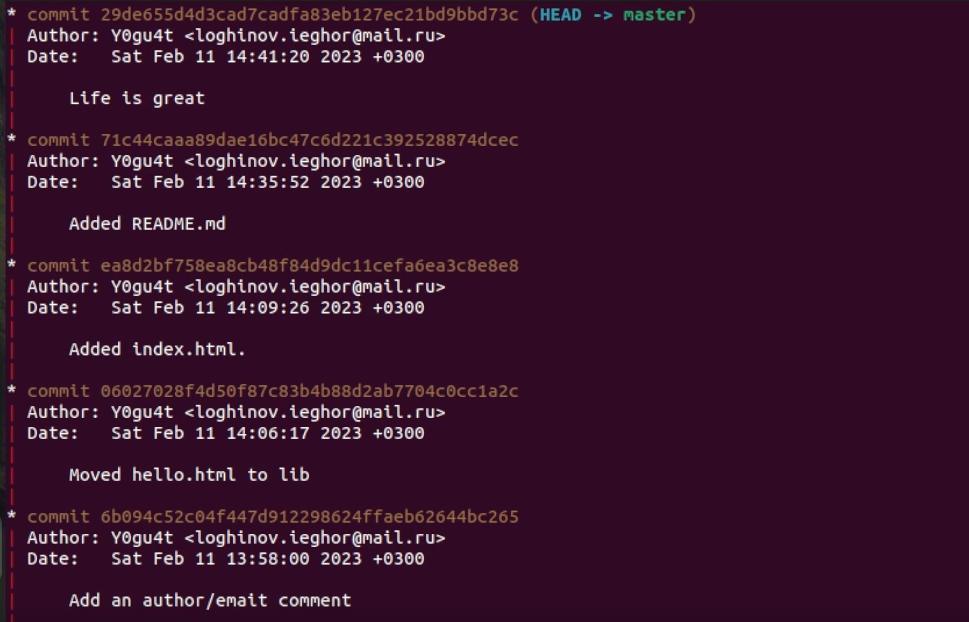 * commit 29de655d4d3cad7cadfa83eb127ec21bd9bbd73c (HEAD -> master)
| Author: Y0gu4t <loghinov.ieghor@mail.ru>
| Date:   Sat Feb 11 14:41:20 2023 +0300
|
|     Life is great
|
* commit 71c44caaa89dae16bc47c6d221c392528874dcec
| Author: Y0gu4t <loghinov.ieghor@mail.ru>
| Date:   Sat Feb 11 14:35:52 2023 +0300
|
|     Added README.md
|
* commit ea8d2bf758ea8cb48f84d9dc11cefa6ea3c8e8e8
| Author: Y0gu4t <loghinov.ieghor@mail.ru>
| Date:   Sat Feb 11 14:09:26 2023 +0300
|
|     Added index.html.
|
* commit 06027028f4d50f87c83b4b88d2ab7704c0cc1a2c
| Author: Y0gu4t <loghinov.ieghor@mail.ru>
| Date:   Sat Feb 11 14:06:17 2023 +0300
|
|     Moved hello.html to lib
|
* commit 6b094c52c04f447d912298624ffaeb62644bc265
| Author: Y0gu4t <loghinov.ieghor@mail.ru>
| Date:   Sat Feb 11 13:58:00 2023 +0300
|
|     Add an author/emait comment
|